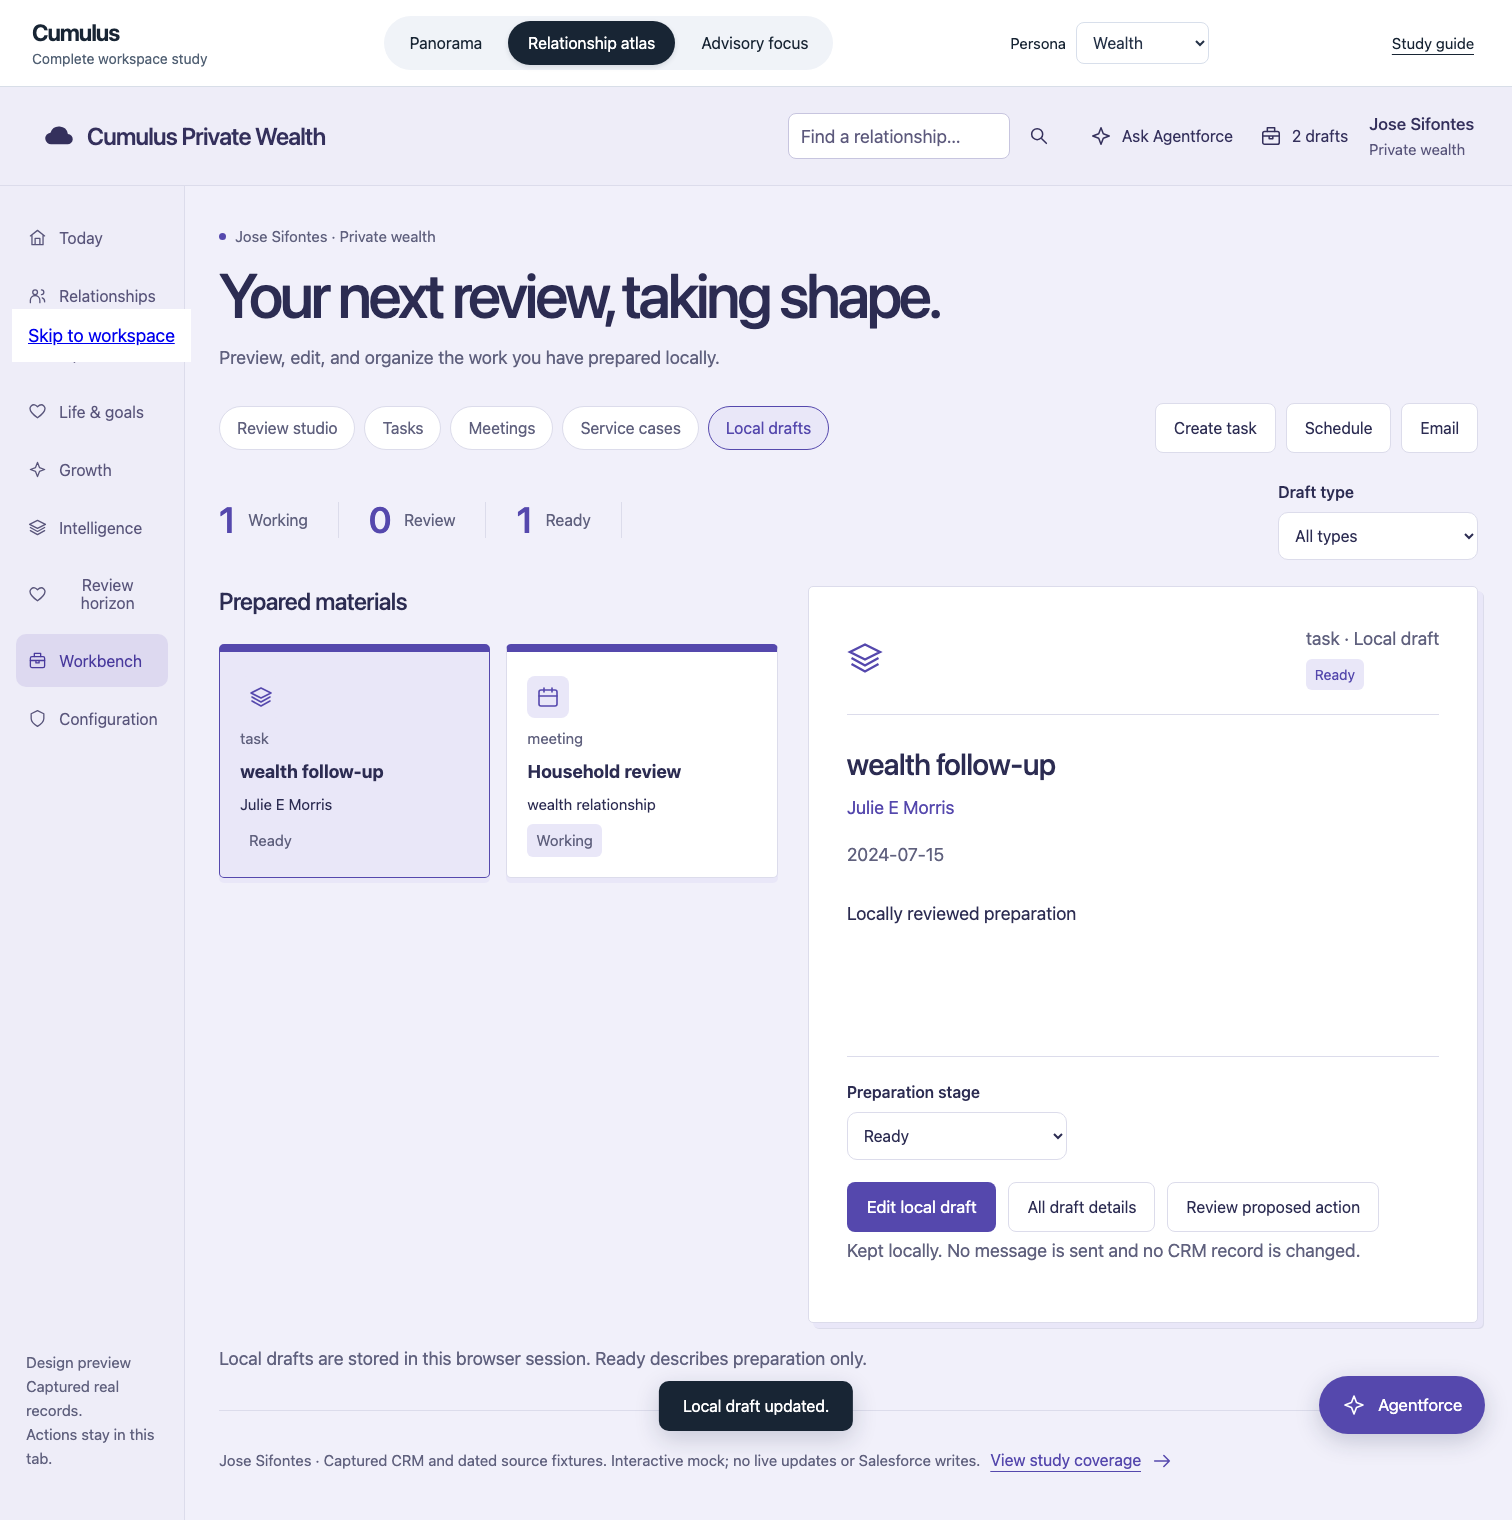 Cumulus
Complete workspace study
Panorama
Relationship atlas
Advisory focus
Persona
Wealth
Study guide
Cumulus Private Wealth
Find a relationship...
Ask Agentforce
2 drafts
Jose Sifontes
Private wealth
Today
Relationships
Skip to workspace
Life & goals
Growth
Intelligence
Review
horizon
Workbench
Configuration
Design preview
Captured real
records.
Actions stay in this
tab.
Jose Sifontes · Private wealth
Your next review, taking shape.
Preview, edit, and organize the work you have prepared locally.
Review studio
Tasks
Meetings
Service cases
Local drafts
Create task
Schedule
Email
1 Working
0 Review
1 Ready
Draft type
All types
Prepared materials
task
wealth follow-up
Julie E Morris
Ready
meeting
Household review
wealth relationship
Working
task · Local draft
Ready
wealth follow-up
Julie E Morris
2024-07-15
Locally reviewed preparation
Preparation stage
Ready
Edit local draft
All draft details
Review proposed action
Kept locally. No message is sent and no CRM record is changed.
Local drafts are stored in this browser session. Ready describes preparation only.
Local draft updated.
Agentforce
Jose Sifontes · Captured CRM and dated source fixtures. Interactive mock; no live updates or Salesforce writes.
View study coverage